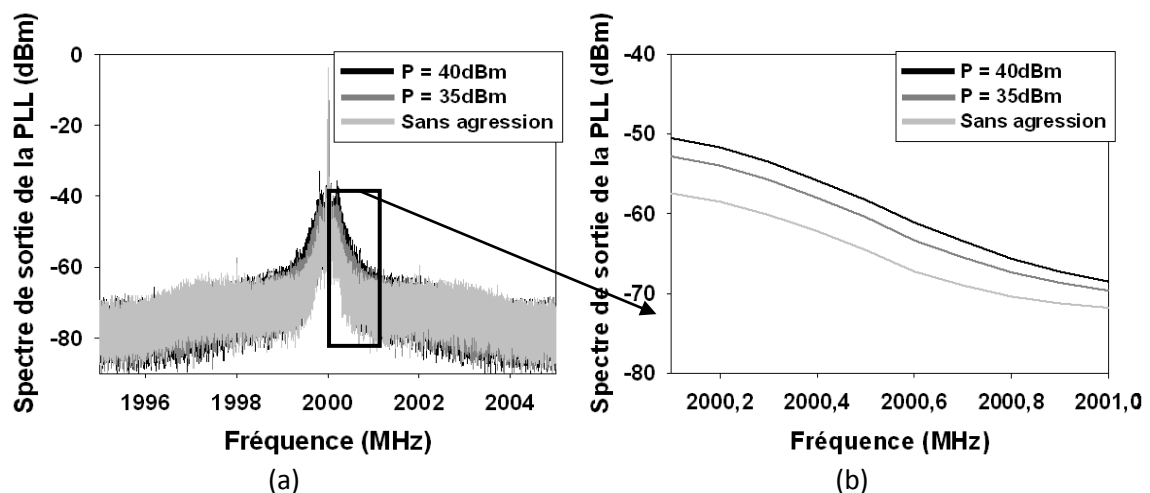 Spectre de sortie de la PLL (dBm)
0
-20
-40
-60
-80
P = 40dBm
P = 35dBm
Sans agression
1996
1998
2000
2002
2004
Fréquence (MHz)
(a)
Spectre de sortie de la PLL (dBm)
-40
-50
-60
-70
-80
P = 40dBm
P = 35dBm
Sans agression
2000,2
2000,4
2000,6
2000,8
2001,0
Fréquence (MHz)
(b)